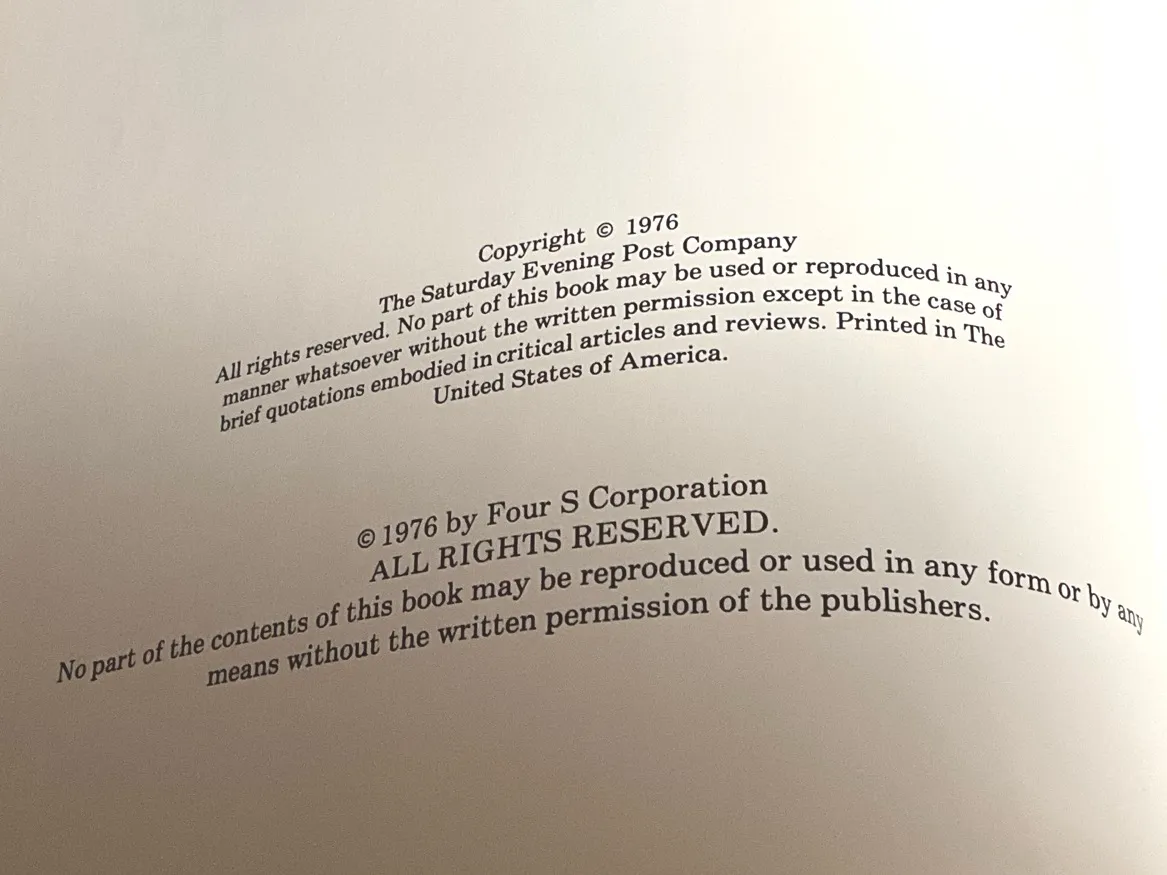 Copyright © 1976
The Saturday Evening Post Company
All rights reserved. No part of this book may be used or reproduced in any
manner whatsoever without the written permission except in the case of
brief quotations embodied in critical articles and reviews. Printed in The
United States of America.
© 1976 by Four S Corporation
ALL RIGHTS RESERVED.
No part of the contents of this book may be reproduced or used in any form or by any
means without the written permission of the publishers.